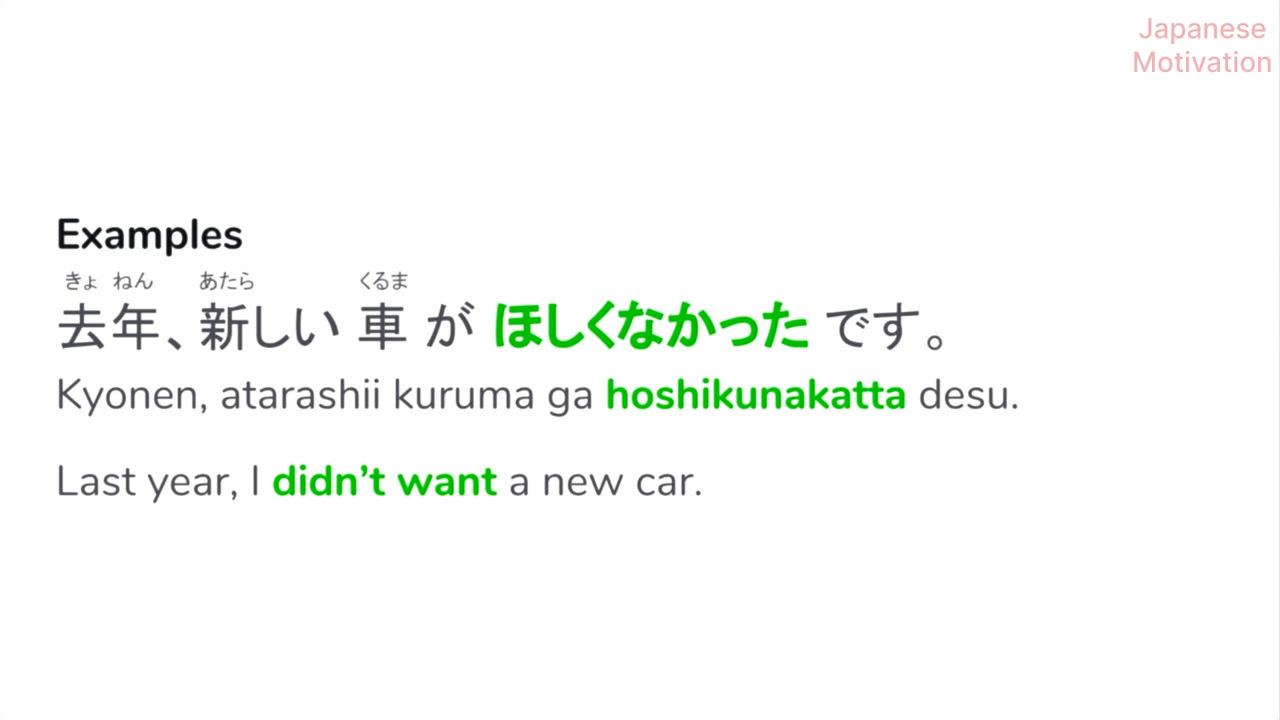 Japanese
Motivation
Examples
きょ ねん あたら くるま
去年、新しい 車 が ほしくなかった です。
Kyonen, atarashii kuruma ga hoshikunakatta desu.
Last year, I didn’t want a new car.